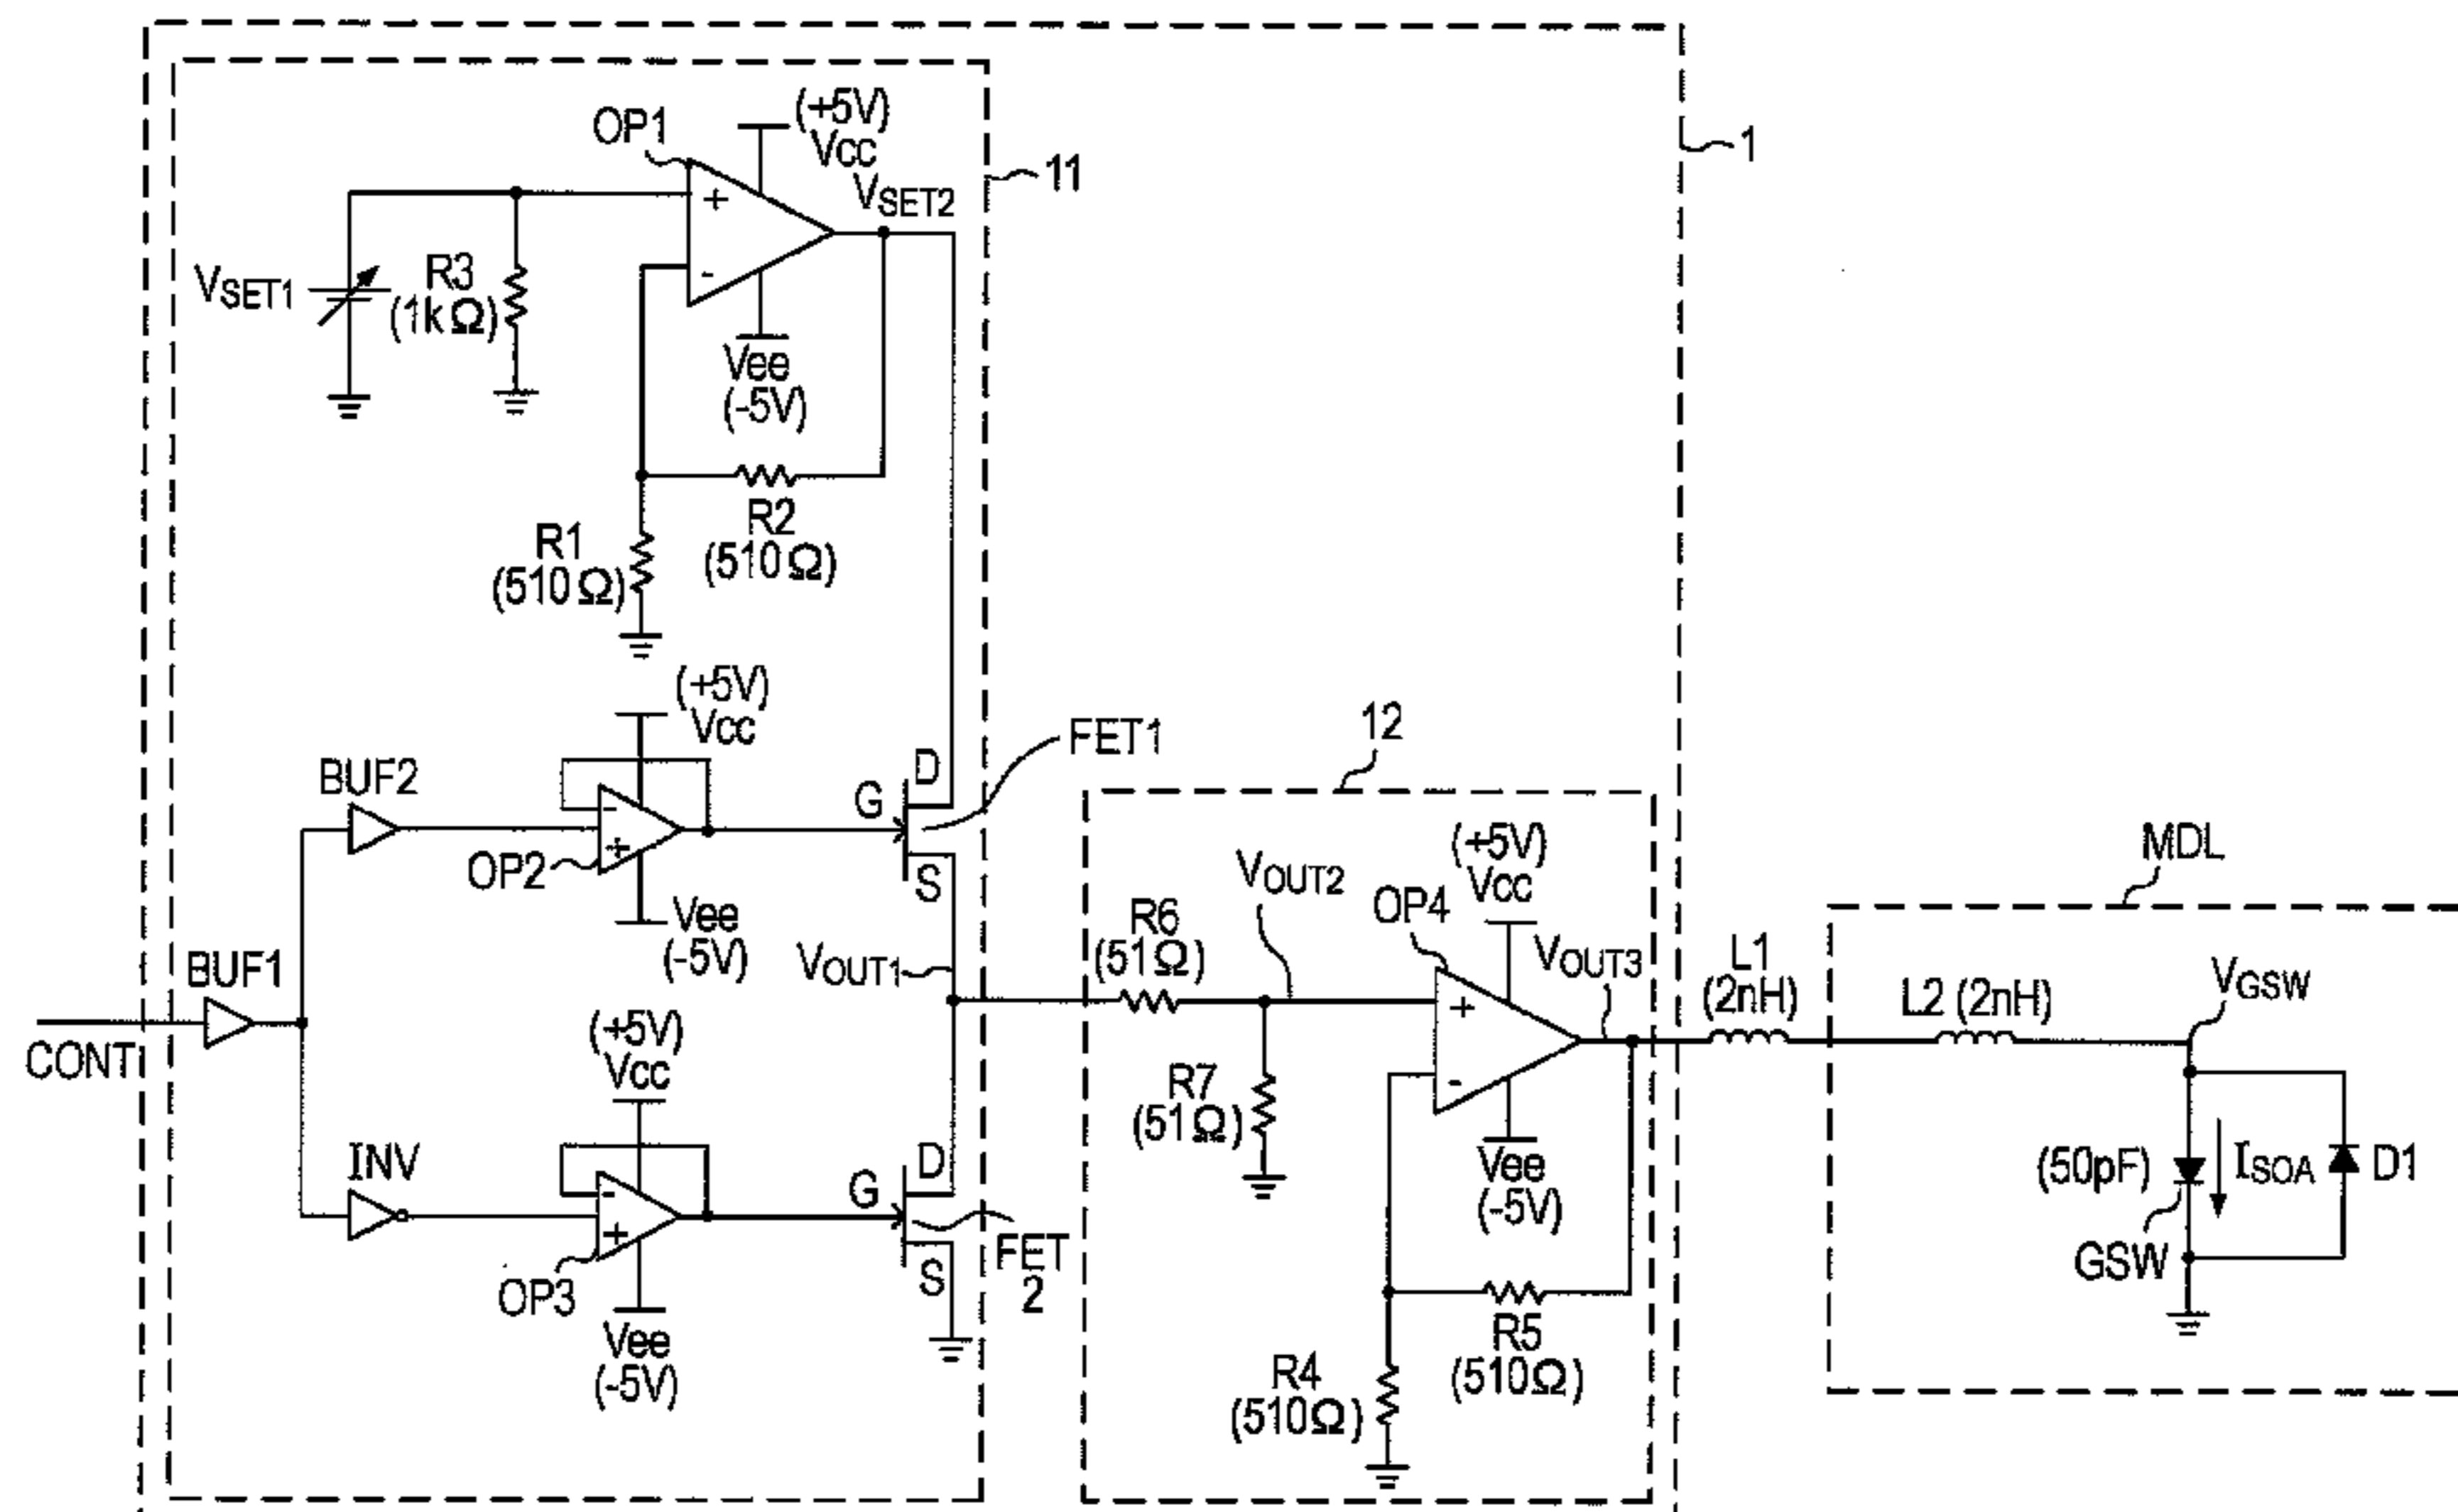 1
11
OP1
(+5V)
Vcc
VSET2
+
-
VSET1
R3
(1kΩ)
Vee
(-5V)
R2
(510Ω)
R1
(510Ω)
(+5V)
Vcc
BUF2
-
+
OP2
Vee
(-5V)
G
D
S
FET1
VOUT1
BUF1
CONT
(+5V)
Vcc
INV
-
+
OP3
Vee
(-5V)
G
D
S
FET
2
12
R6
(51Ω)
VOUT2
OP4
(+5V)
Vcc
VOUT3
+
-
R7
(51Ω)
Vee
(-5V)
R5
(510Ω)
R4
(510Ω)
L1
(2nH)
MDL
L2 (2nH)
VGSW
(50pF)
ISOA
D1
GSW